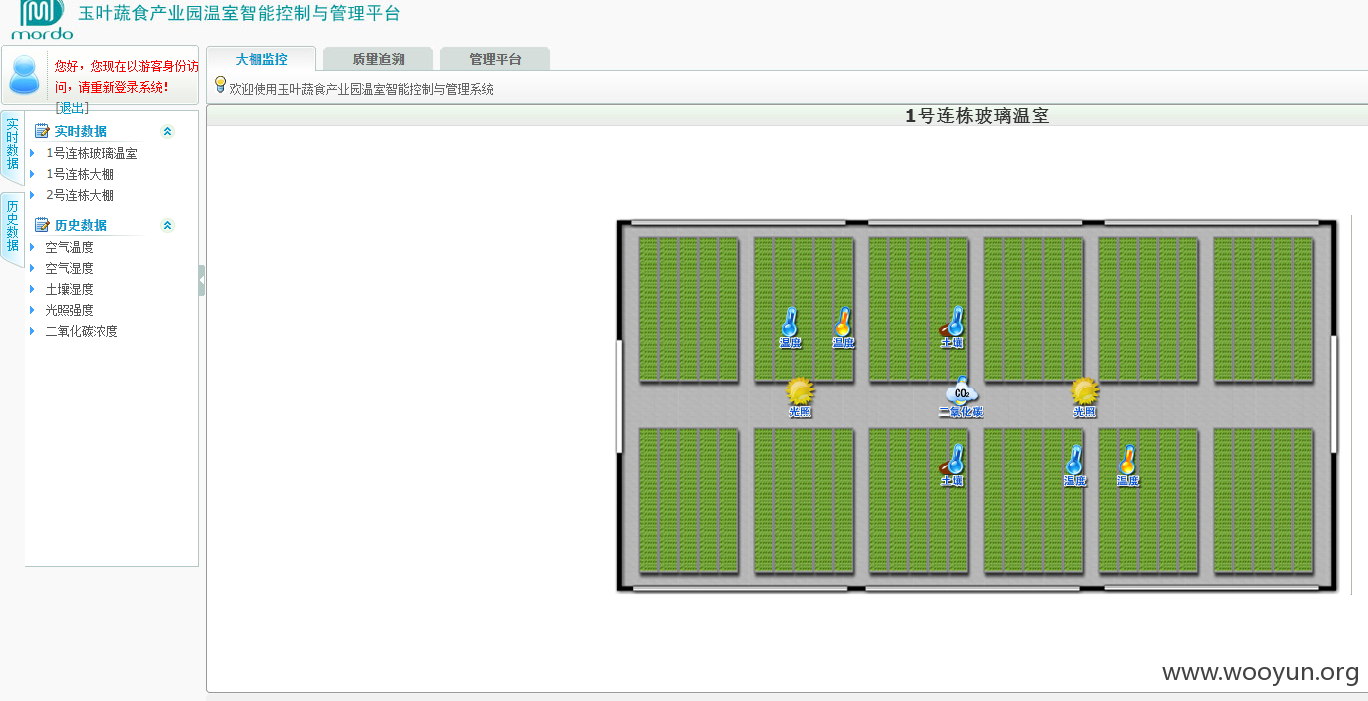 玉叶蔬食产业园温室智能控制与管理平台
mordo
您好，您现在以游客身份访
问，请重新登录系统！
[退出]
大棚监控
质量追溯
管理平台
欢迎使用玉叶蔬食产业园温室智能控制与管理系统
实时数据
历史数据
实时数据
1号连栋玻璃温室
1号连栋大棚
2号连栋大棚
历史数据
空气温度
空气湿度
土壤湿度
光照强度
二氧化碳浓度
1号连栋玻璃温室
温度
温度
土壤
光照
CO₂
二氧化碳
光照
土壤
温度
温度
www.wooyun.org